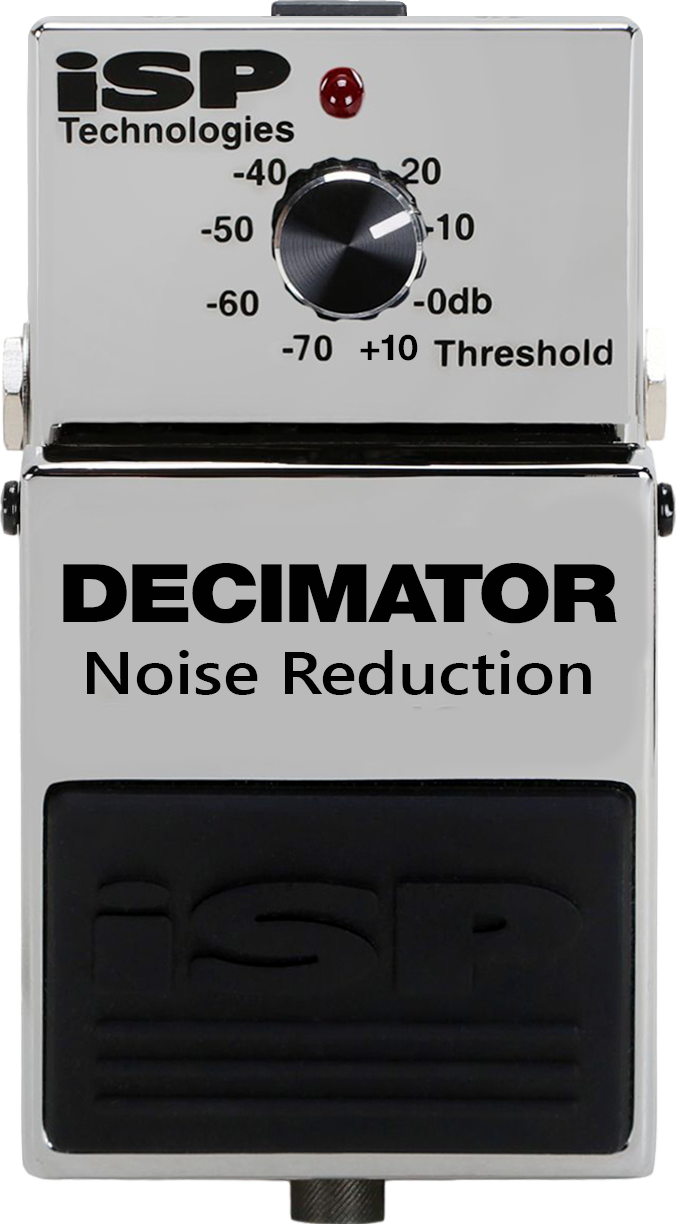 iSP
Technologies
-40 20
-50 -10
-60 -0db
-70 +10 Threshold
DECIMATOR
Noise Reduction
iSP